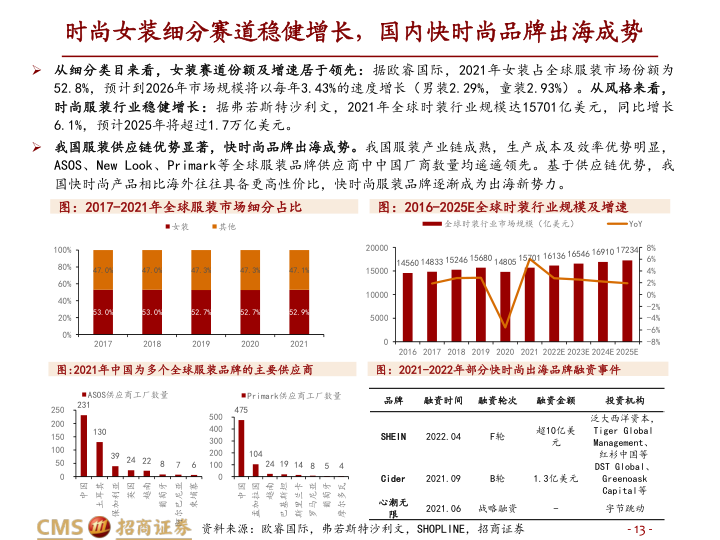 时尚女装细分赛道稳健增长，国内快时尚品牌出海成势
从细分类目来看，女装赛道份额及增速居于领先：据欧睿国际，2021年女装占全球服装市场份额为
52.8%，预计到2026年市场规模将以每年3.43%的速度增长（男装2.29%，童装2.93%）。从风格来看，
时尚服装行业稳健增长：据弗若斯特沙利文，2021年全球时装行业规模达15701亿美元，同比增长
6.1%，预计2025年将超过1.7万亿美元。
我国服装供应链优势显著，快时尚品牌出海成势。我国服装产业链成熟，生产成本及效率优势明显，
ASOS、New Look、Primark等全球服装品牌供应商中中国厂商数量均遥遥领先。基于供应链优势，我
国快时尚产品相比海外往往具备更高性价比，快时尚服装品牌逐渐成为出海新势力。
图：2017-2021年全球服装市场细分占比
女装 其他
100%
80%
60%
40%
20%
0%
47.0% 47.0% 47.3% 47.3% 47.1%
53.0% 53.0% 52.7% 52.7% 52.9%
2017 2018 2019 2020 2021
图：2016-2025E全球时装行业规模及增速
全球时装行业市场规模（亿美元） YoY
20000
15000
10000
5000
0
14560 14833 15246 15680 14805 15701 16136 16546 16910 17234
8%
6%
4%
2%
0%
-2%
-4%
-6%
-8%
2016 2017 2018 2019 2020 2021 2022E 2023E 2024E 2025E
图：2021年中国为多个全球服装品牌的主要供应商
ASOS供应商工厂数量
250
200
150
100
50
0
231 130 39 24 22 8 7 6
中国 土耳其 保加利亚 英国 越南 葡萄牙 尔巴尼亚 柬埔寨
Primark供应商工厂数量
500
400
300
200
100
0
475 104 24 19 14 8 5 4
中国 孟加拉国 越南 巴基斯坦 斯里兰卡 罗马尼亚 葡萄牙 摩尔多瓦
图：2021-2022年部分快时尚出海品牌融资事件
品牌 融资时间 融资轮次 融资金额 投资机构
SHEIN 2022.04 F轮 超10亿美元 泛大西洋资本，
Tiger Global
Management、
红杉中国等
Cider 2021.09 B轮 1.3亿美元 DST Global、
Greenoask
Capital等
心潮无限 2021.06 战略融资 - 字节跳动
CMS 招商证券
资料来源：欧睿国际，弗若斯特沙利文，SHOPLINE，招商证券
- 13 -